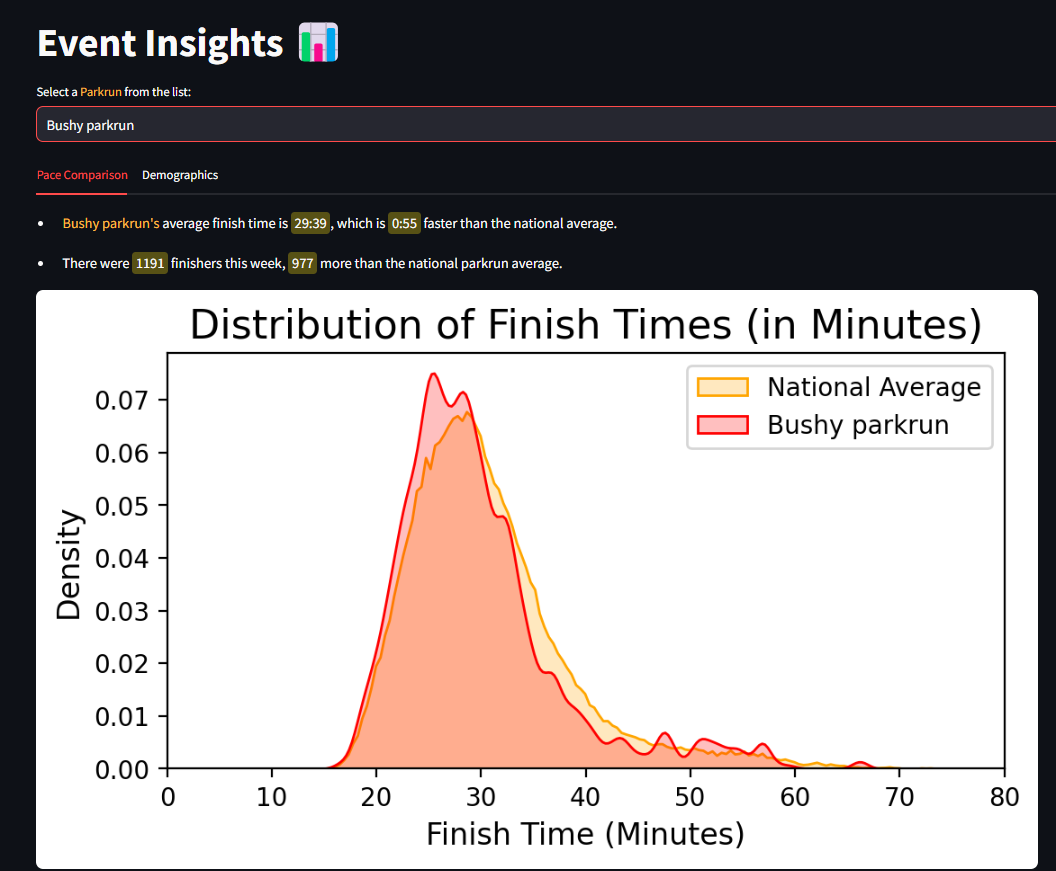 Event Insights
Select a Parkrun from the list:
Bushy parkrun
Pace Comparison Demographics
Bushy parkrun's average finish time is 29:39, which is 0:55 faster than the national average.
There were 1191 finishers this week, 977 more than the national parkrun average.
Distribution of Finish Times (in Minutes)
National Average
Bushy parkrun
Density
0.07
0.06
0.05
0.04
0.03
0.02
0.01
0.00
0 10 20 30 40 50 60 70 80
Finish Time (Minutes)